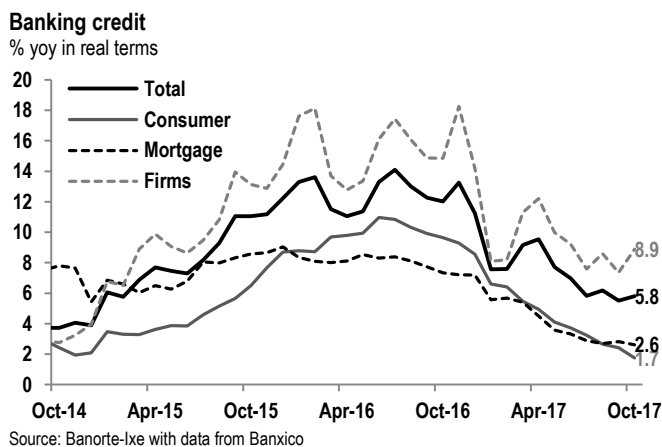 Banking credit
% yoy in real terms
20
18
16
14
12
10
8
6
4
2
0
Total
Consumer
Mortgage
Firms
8.9
5.8
2.6
1.7
Oct-14 Apr-15 Oct-15 Apr-16 Oct-16 Apr-17 Oct-17
Source: Banorte-Ixe with data from Banxico